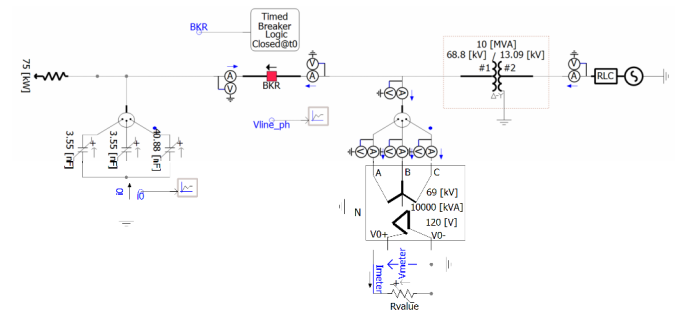 BKR
Timed
Breaker
Logic
Closed@t0
10 [MVA]
68.8 [kV] / 13.09 [kV]
#1 #2
V
A
A
V
BKR
V
A
V
A
RLC
75 [kW]
Vline_ph
V
A
3.55 [nF]
3.55 [nF]
10.88 [nF]
I0
I0
V
A
V
A
V
A
A
B
C
69 [kV]
10000 [kVA]
120 [V]
N
V0+
V0-
Imeter
Vmeter
Rvalue